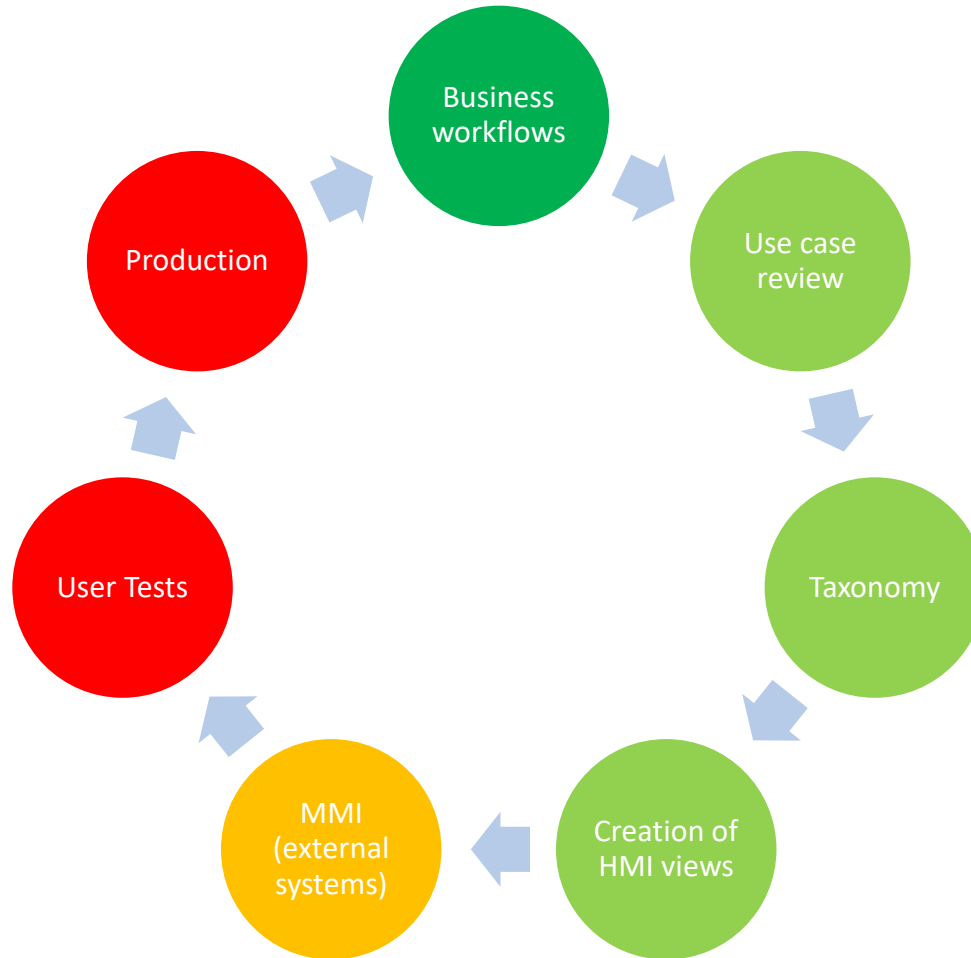 Business
workflows
Use case
review
Taxonomy
Creation of
HMI views
MMI
(external
systems)
User Tests
Production